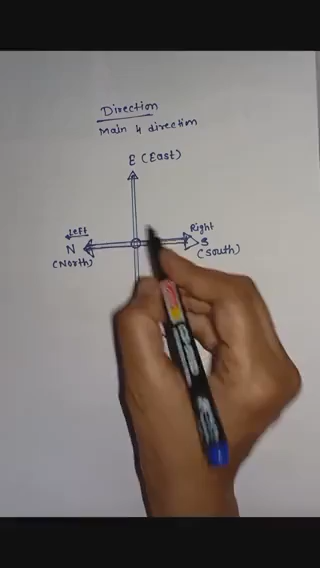 Direction
Main 4 direction
E (East)
Left
Right
N
S
(North)
(South)